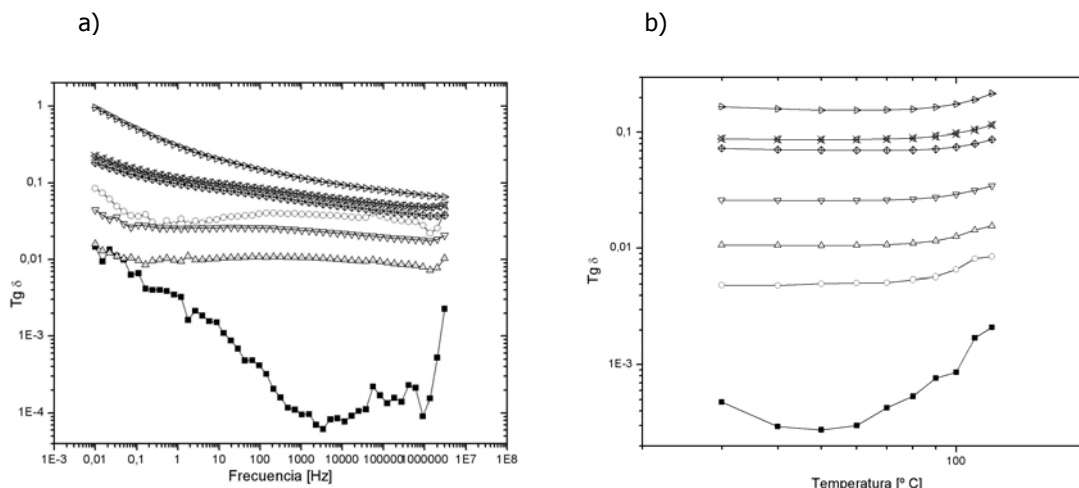 a)
b)
Tg δ
1
0,1
0,01
1E-3
1E-4
1E-3
0,01
0,1
1
10
100
1000
10000
100000
1000000
1E7
1E8
Frecuencia [Hz]
Tg δ
0,1
0,01
1E-3
100
Temperatura [º C]